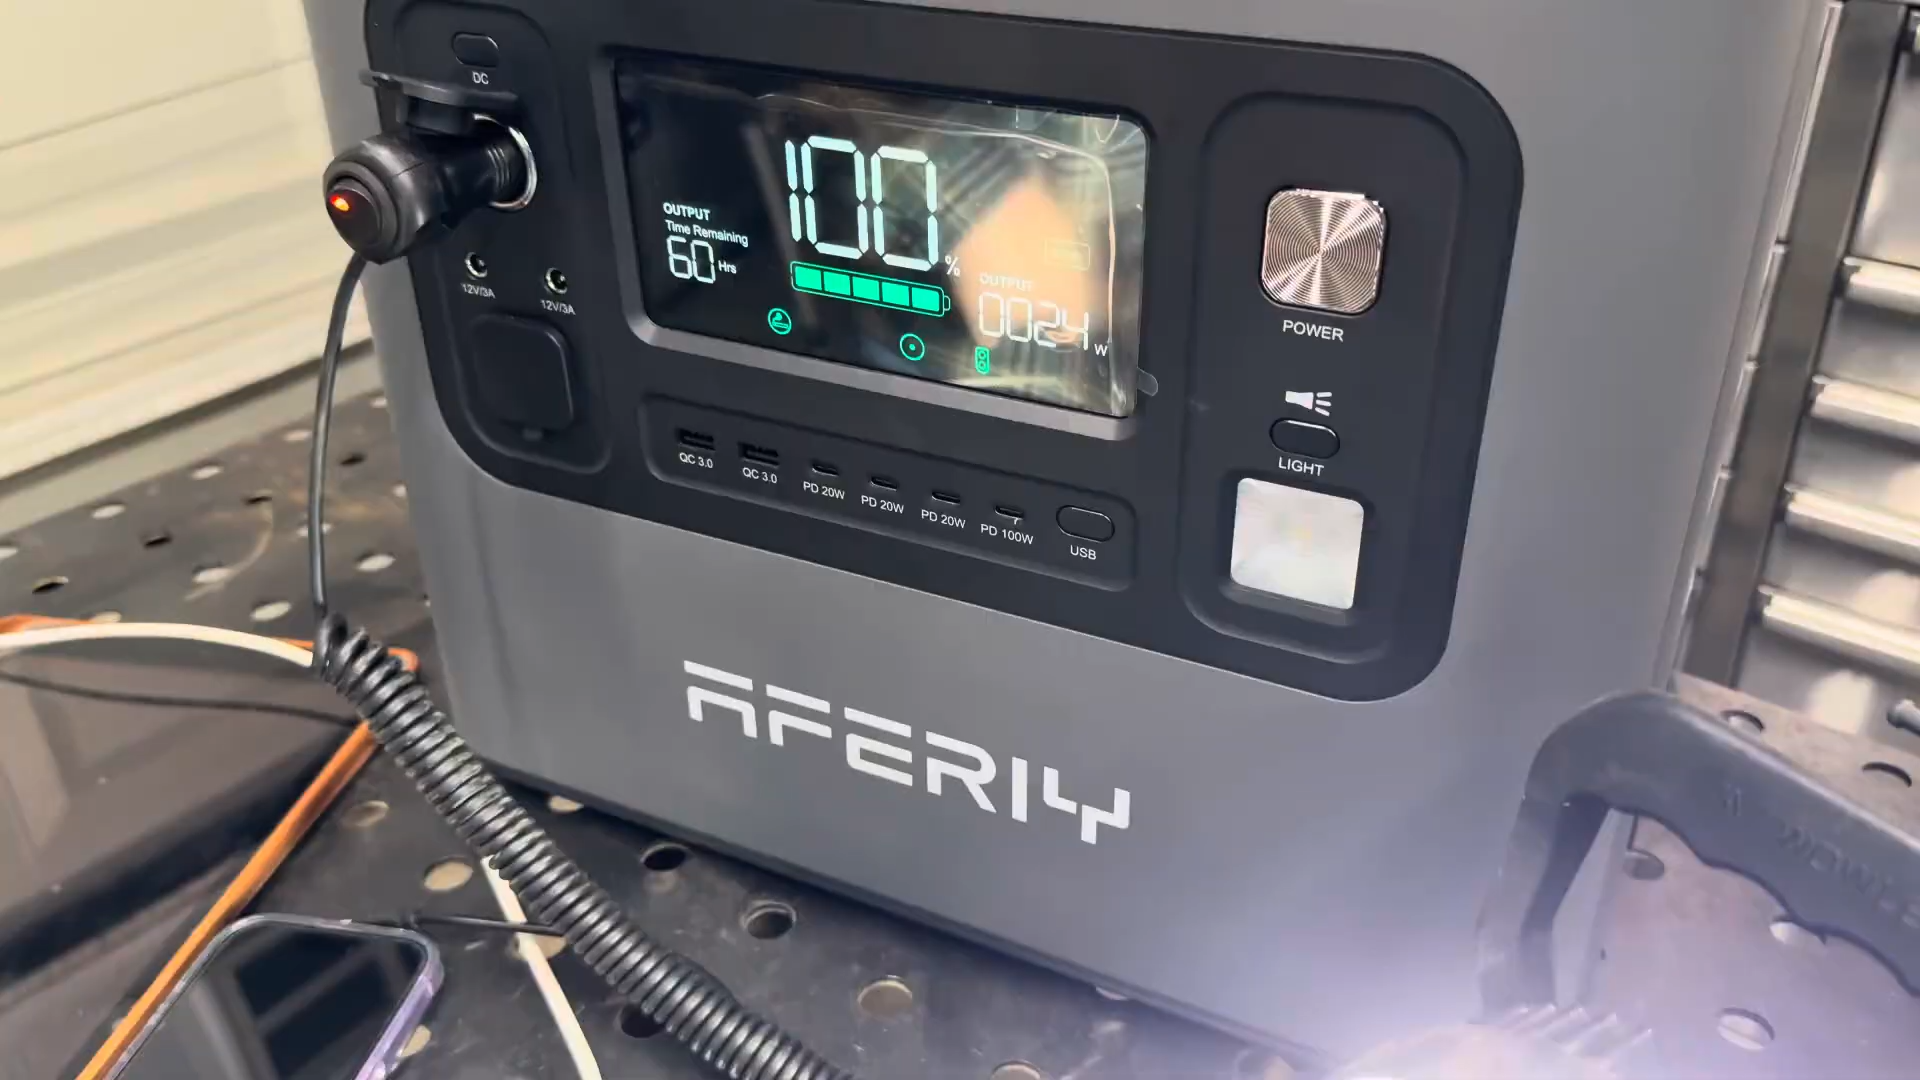 DC
100%
OUTPUT
Time Remaining
60 Hrs
OUTPUT
0024 W
12V/3A
12V/3A
POWER
LIGHT
QC 3.0
QC 3.0
PD 20W
PD 20W
PD 20W
PD 100W
USB
AFERIY